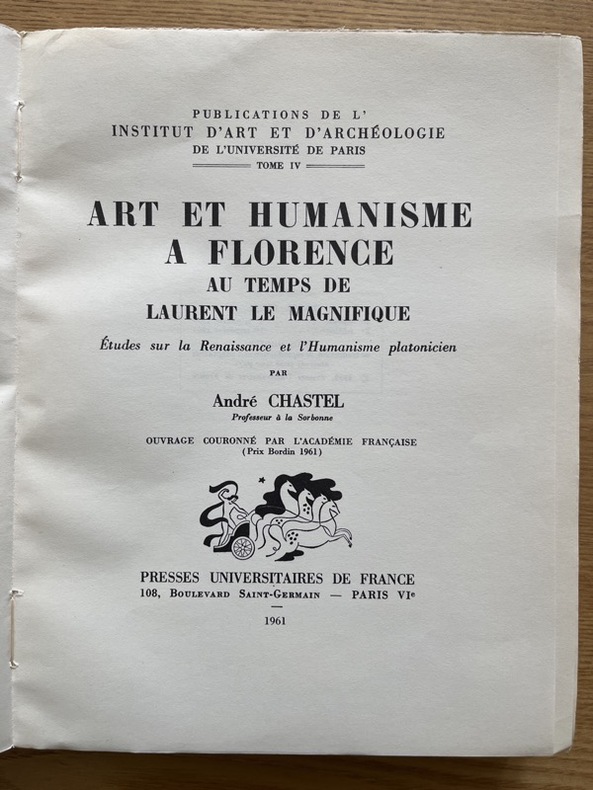 PUBLICATIONS DE L'
INSTITUT D'ART ET D'ARCHÉOLOGIE
DE L'UNIVERSITÉ DE PARIS
TOME IV
ART ET HUMANISME
A FLORENCE
AU TEMPS DE
LAURENT LE MAGNIFIQUE
Études sur la Renaissance et l'Humanisme platonicien
PAR
André CHASTEL
Professeur à la Sorbonne
OUVRAGE COURONNÉ PAR L'ACADÉMIE FRANÇAISE
(Prix Bordin 1961)
PRESSES UNIVERSITAIRES DE FRANCE
108, BOULEVARD SAINT-GERMAIN — PARIS VIe
1961